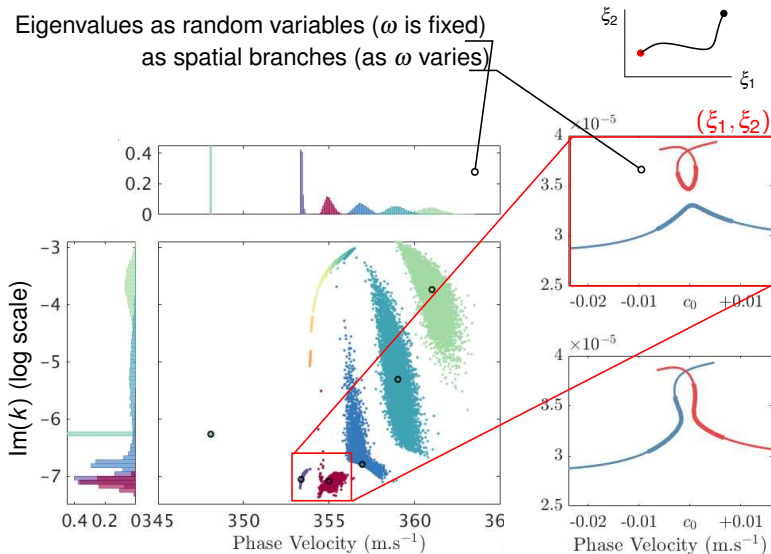 Eigenvalues as random variables (ω is fixed)
as spatial branches (as ω varies)
ξ2
ξ1
(ξ1, ξ2)
0.4
0.2
0
4 ×10^-5
3.5
3
2.5
-0.02 -0.01 c0 +0.01
-3
-4
-5
-6
-7
Im(k) (log scale)
0.4 0.2 0
345 350 355 360 36
Phase Velocity (m.s^-1)
4 ×10^-5
3.5
3
2.5
-0.02 -0.01 c0 +0.01
Phase Velocity (m.s^-1)